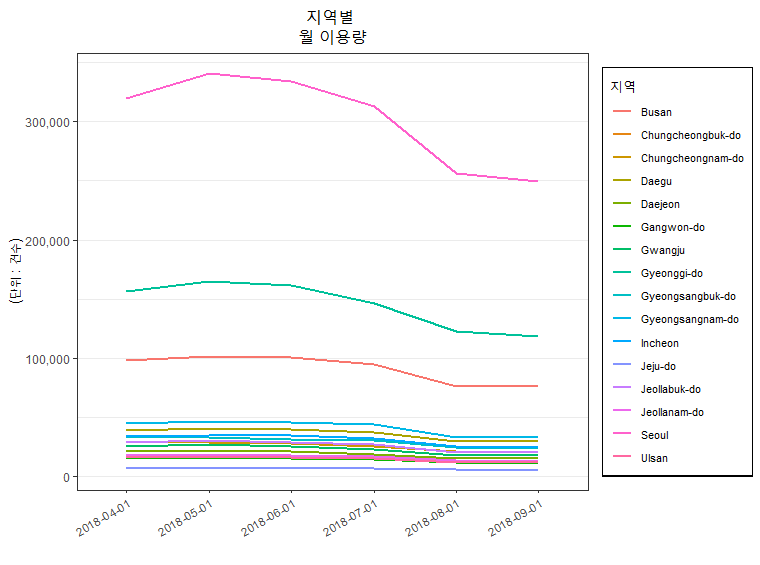 지역별
월 이용량
(단위 : 건수)
300,000
200,000
100,000
0
2018-04-01
2018-05-01
2018-06-01
2018-07-01
2018-08-01
2018-09-01
지역
Busan
Chungcheongbuk-do
Chungcheongnam-do
Daegu
Daejeon
Gangwon-do
Gwangju
Gyeonggi-do
Gyeongsangbuk-do
Gyeongsangnam-do
Incheon
Jeju-do
Jeollabuk-do
Jeollanam-do
Seoul
Ulsan